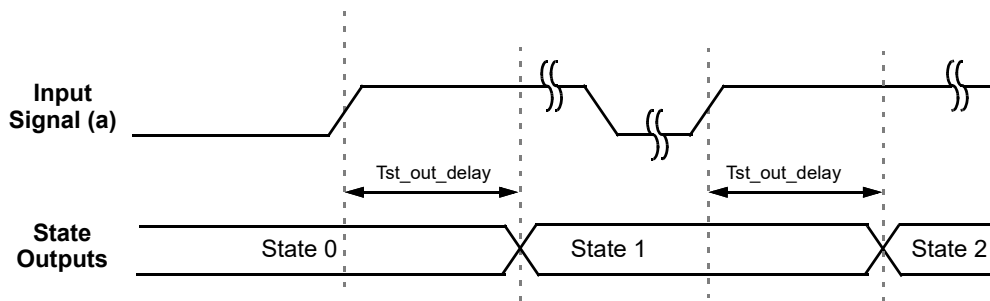 Input
Signal (a)
Tst_out_delay
Tst_out_delay
State
Outputs
State 0
State 1
State 2